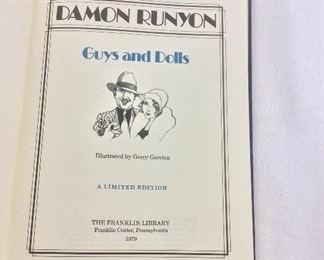 DAMON RUNYON
Guys and Dolls
Illustrated by Gerry Gersten
A LIMITED EDITION
THE FRANKLIN LIBRARY
Franklin Center, Pennsylvania
1979